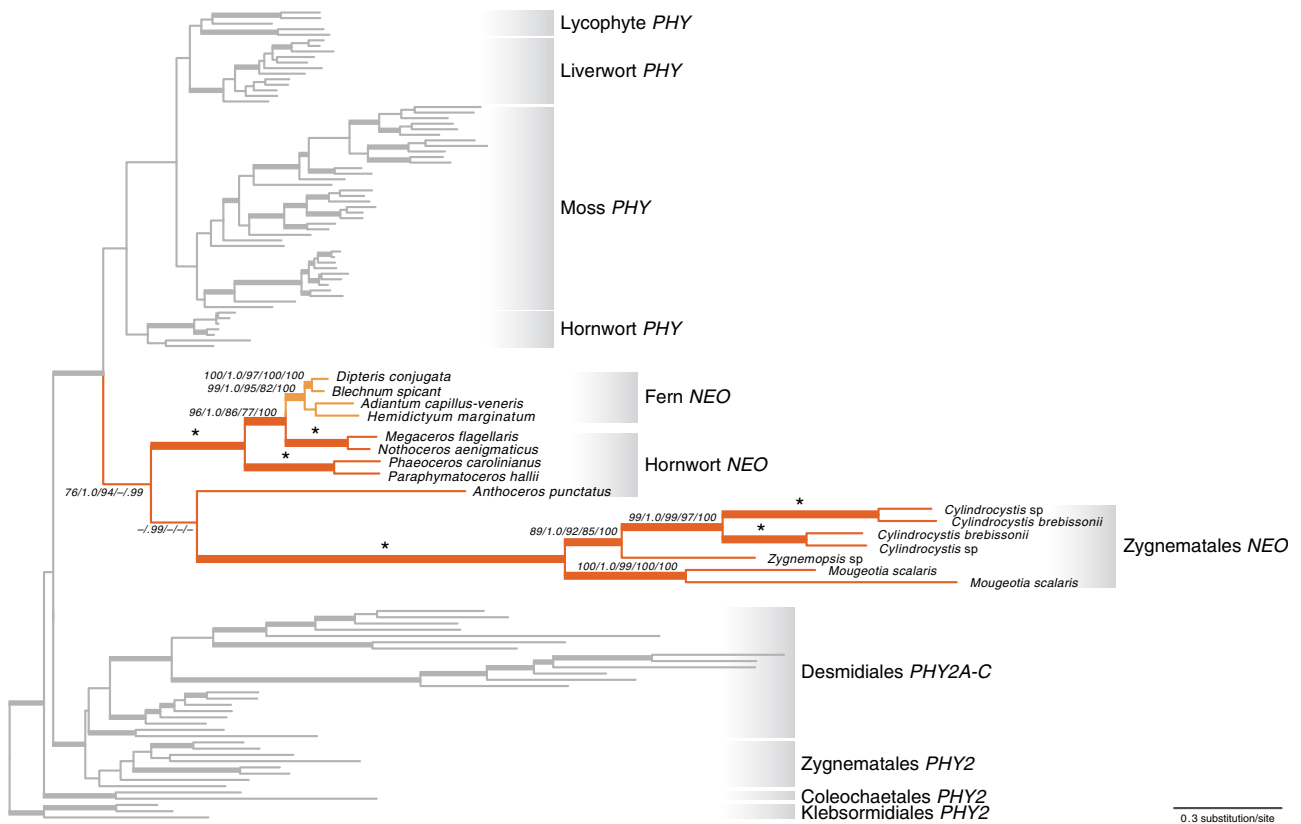 Lycophyte PHY
Liverwort PHY
Moss PHY
Hornwort PHY
100/1.0/97/100/100
Dipteris conjugata
99/1.0/95/82/100
Blechnum spicant
Adiantum capillus-veneris
Fern NEO
96/1.0/86/77/100
Hemidictyum marginatum
*
*
Megaceros flagellaris
Nothoceros aenigmaticus
*
Phaeoceros carolinianus
Hornwort NEO
Paraphymatoceros hallii
76/1.0/94/–/.99
Anthoceros punctatus
*
Cylindrocystis sp
99/1.0/99/97/100
Cylindrocystis brebissonii
–/.99/–/–/–
89/1.0/92/85/100
*
Cylindrocystis brebissonii
*
Cylindrocystis sp
Zygnematales NEO
Zygnemopsis sp
100/1.0/99/100/100
Mougeotia scalaris
Mougeotia scalaris
Desmidiales PHY2A-C
Zygnematales PHY2
Coleochaetales PHY2
Klebsormidiales PHY2
0.3 substitution/site